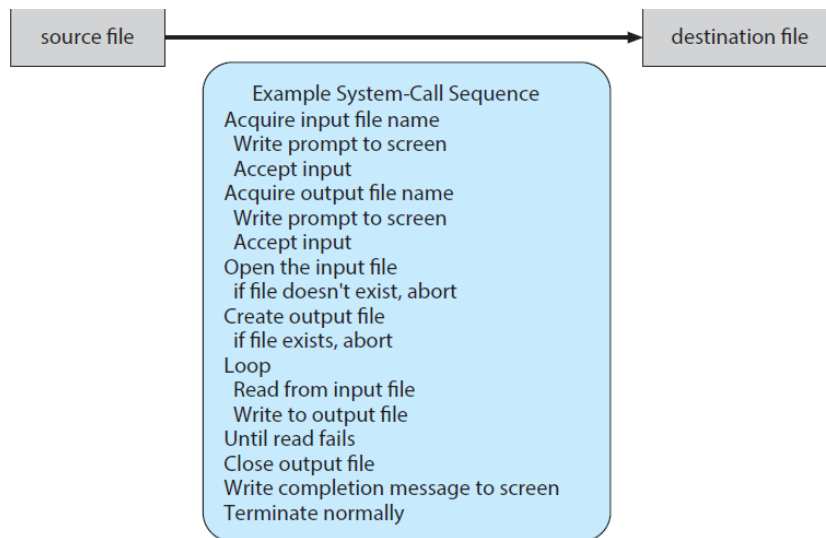 source file
destination file
Example System-Call Sequence
Acquire input file name
Write prompt to screen
Accept input
Acquire output file name
Write prompt to screen
Accept input
Open the input file
if file doesn't exist, abort
Create output file
if file exists, abort
Loop
Read from input file
Write to output file
Until read fails
Close output file
Write completion message to screen
Terminate normally